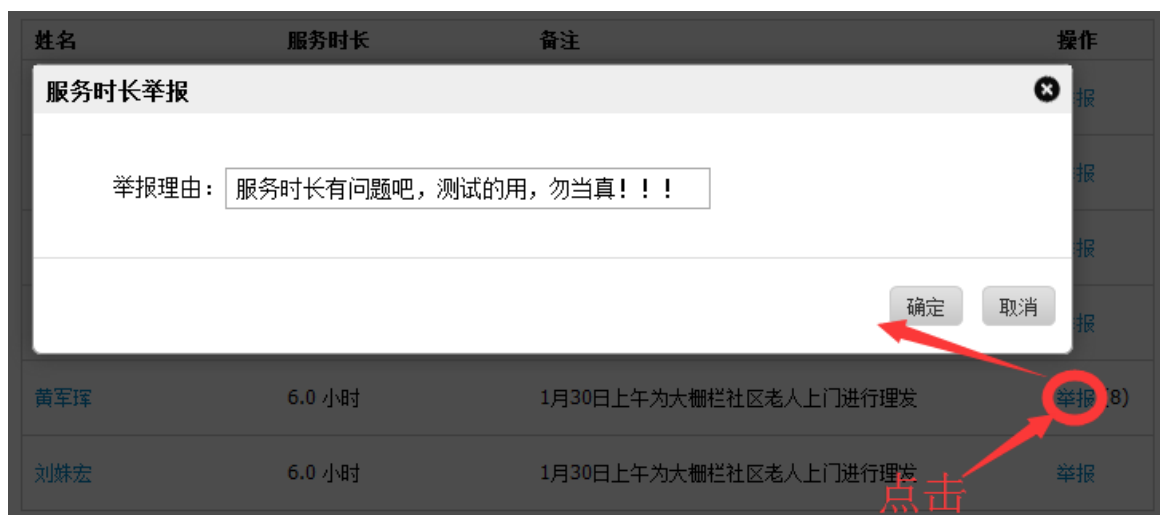 姓名 服务时长 备注 操作
服务时长举报
报
举报理由： 服务时长有问题吧，测试的用，勿当真！！！
报
报
确定 取消
报
黄军珲 6.0 小时 1月30日上午为大栅栏社区老人上门进行理发 举报(8)
刘姝宏 6.0 小时 1月30日上午为大栅栏社区老人上门进行理发 举报
点击